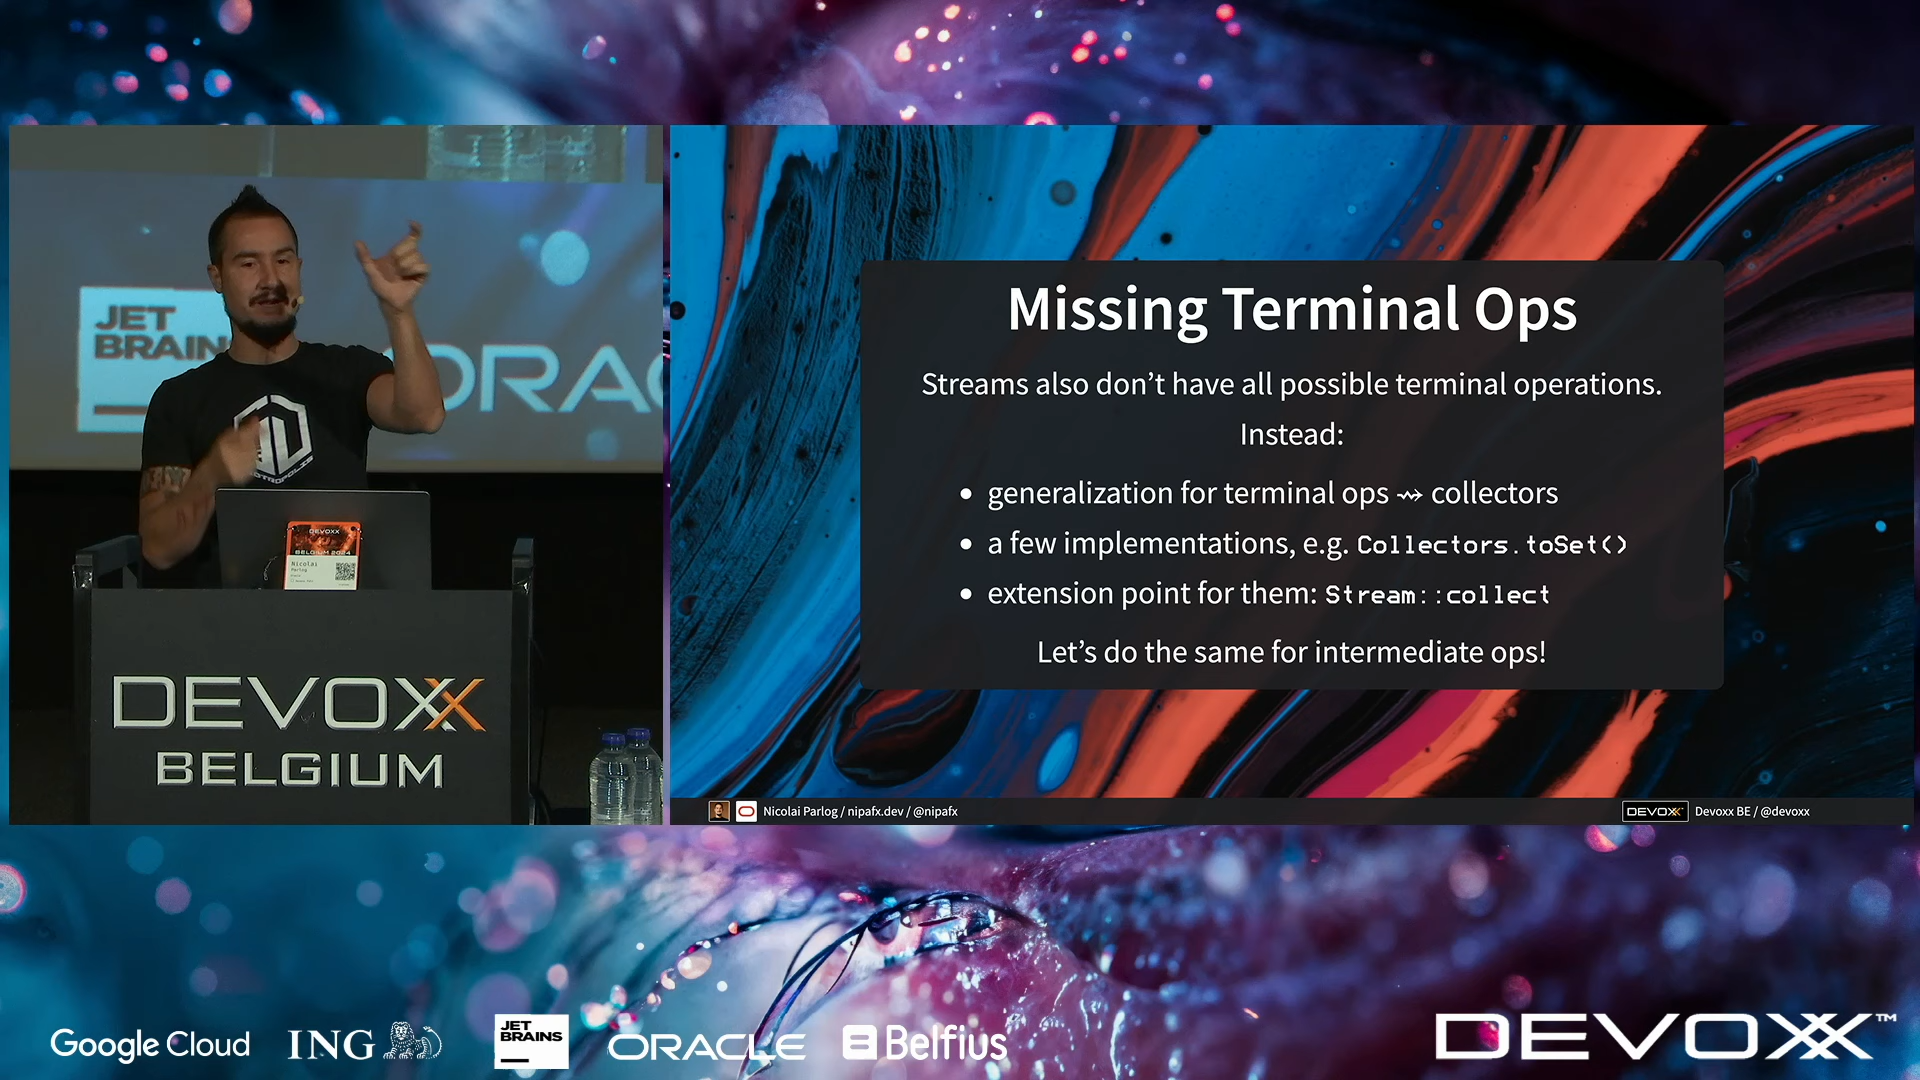 JET
BRAIN
ORAC
DEVOXX
BELGIUM 2024
Nicolai
Parlog
DEVOXX
BELGIUM
Missing Terminal Ops
Streams also don’t have all possible terminal operations.
Instead:
• generalization for terminal ops ⇝ collectors
• a few implementations, e.g. Collectors.toSet()
• extension point for them: Stream::collect
Let’s do the same for intermediate ops!
Nicolai Parlog / nipafx.dev / @nipafx
DEVOXX
Devoxx BE / @devoxx
Google Cloud
ING
JET
BRAINS
ORACLE
Belfius
DEVOXX™